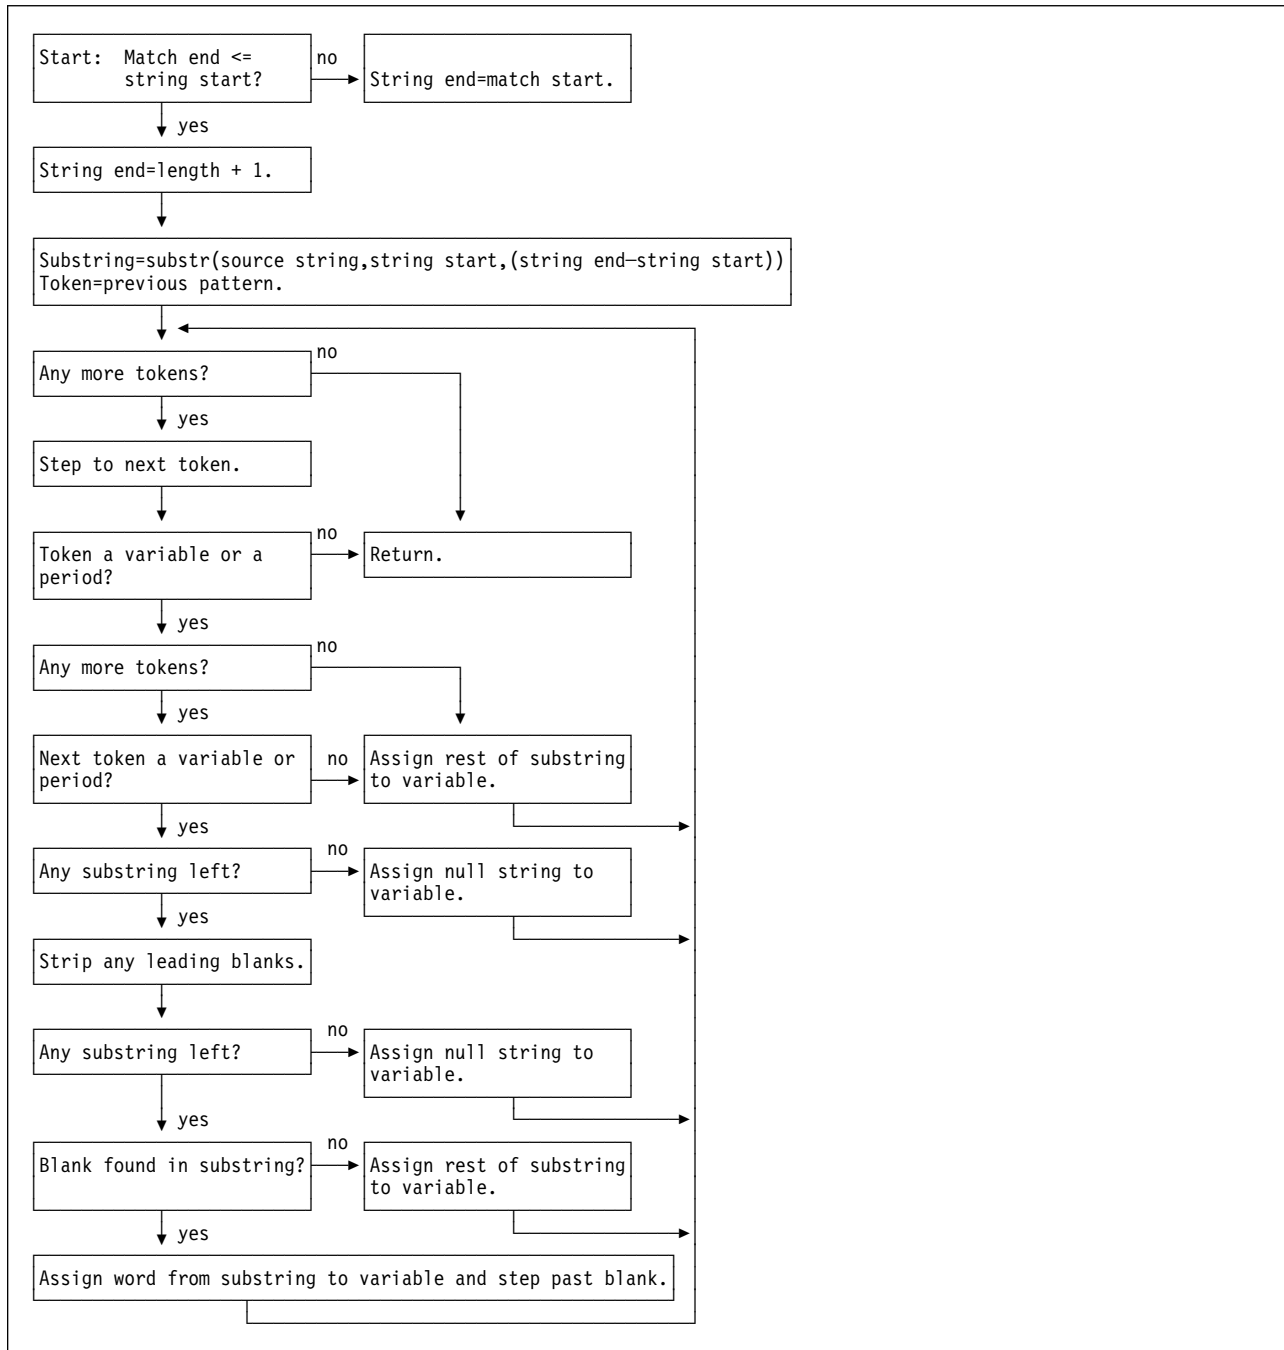 Start:  Match end <=
string start?
no
String end=match start.
yes
String end=length + 1.
Substring=substr(source string,string start,(string end—string start))
Token=previous pattern.
no
Any more tokens?
yes
Step to next token.
no
Token a variable or a
period?
Return.
yes
no
Any more tokens?
yes
Next token a variable or
period?
no
Assign rest of substring
to variable.
yes
no
Any substring left?
Assign null string to
variable.
yes
Strip any leading blanks.
no
Any substring left?
Assign null string to
variable.
yes
no
Blank found in substring?
Assign rest of substring
to variable.
yes
Assign word from substring to variable and step past blank.